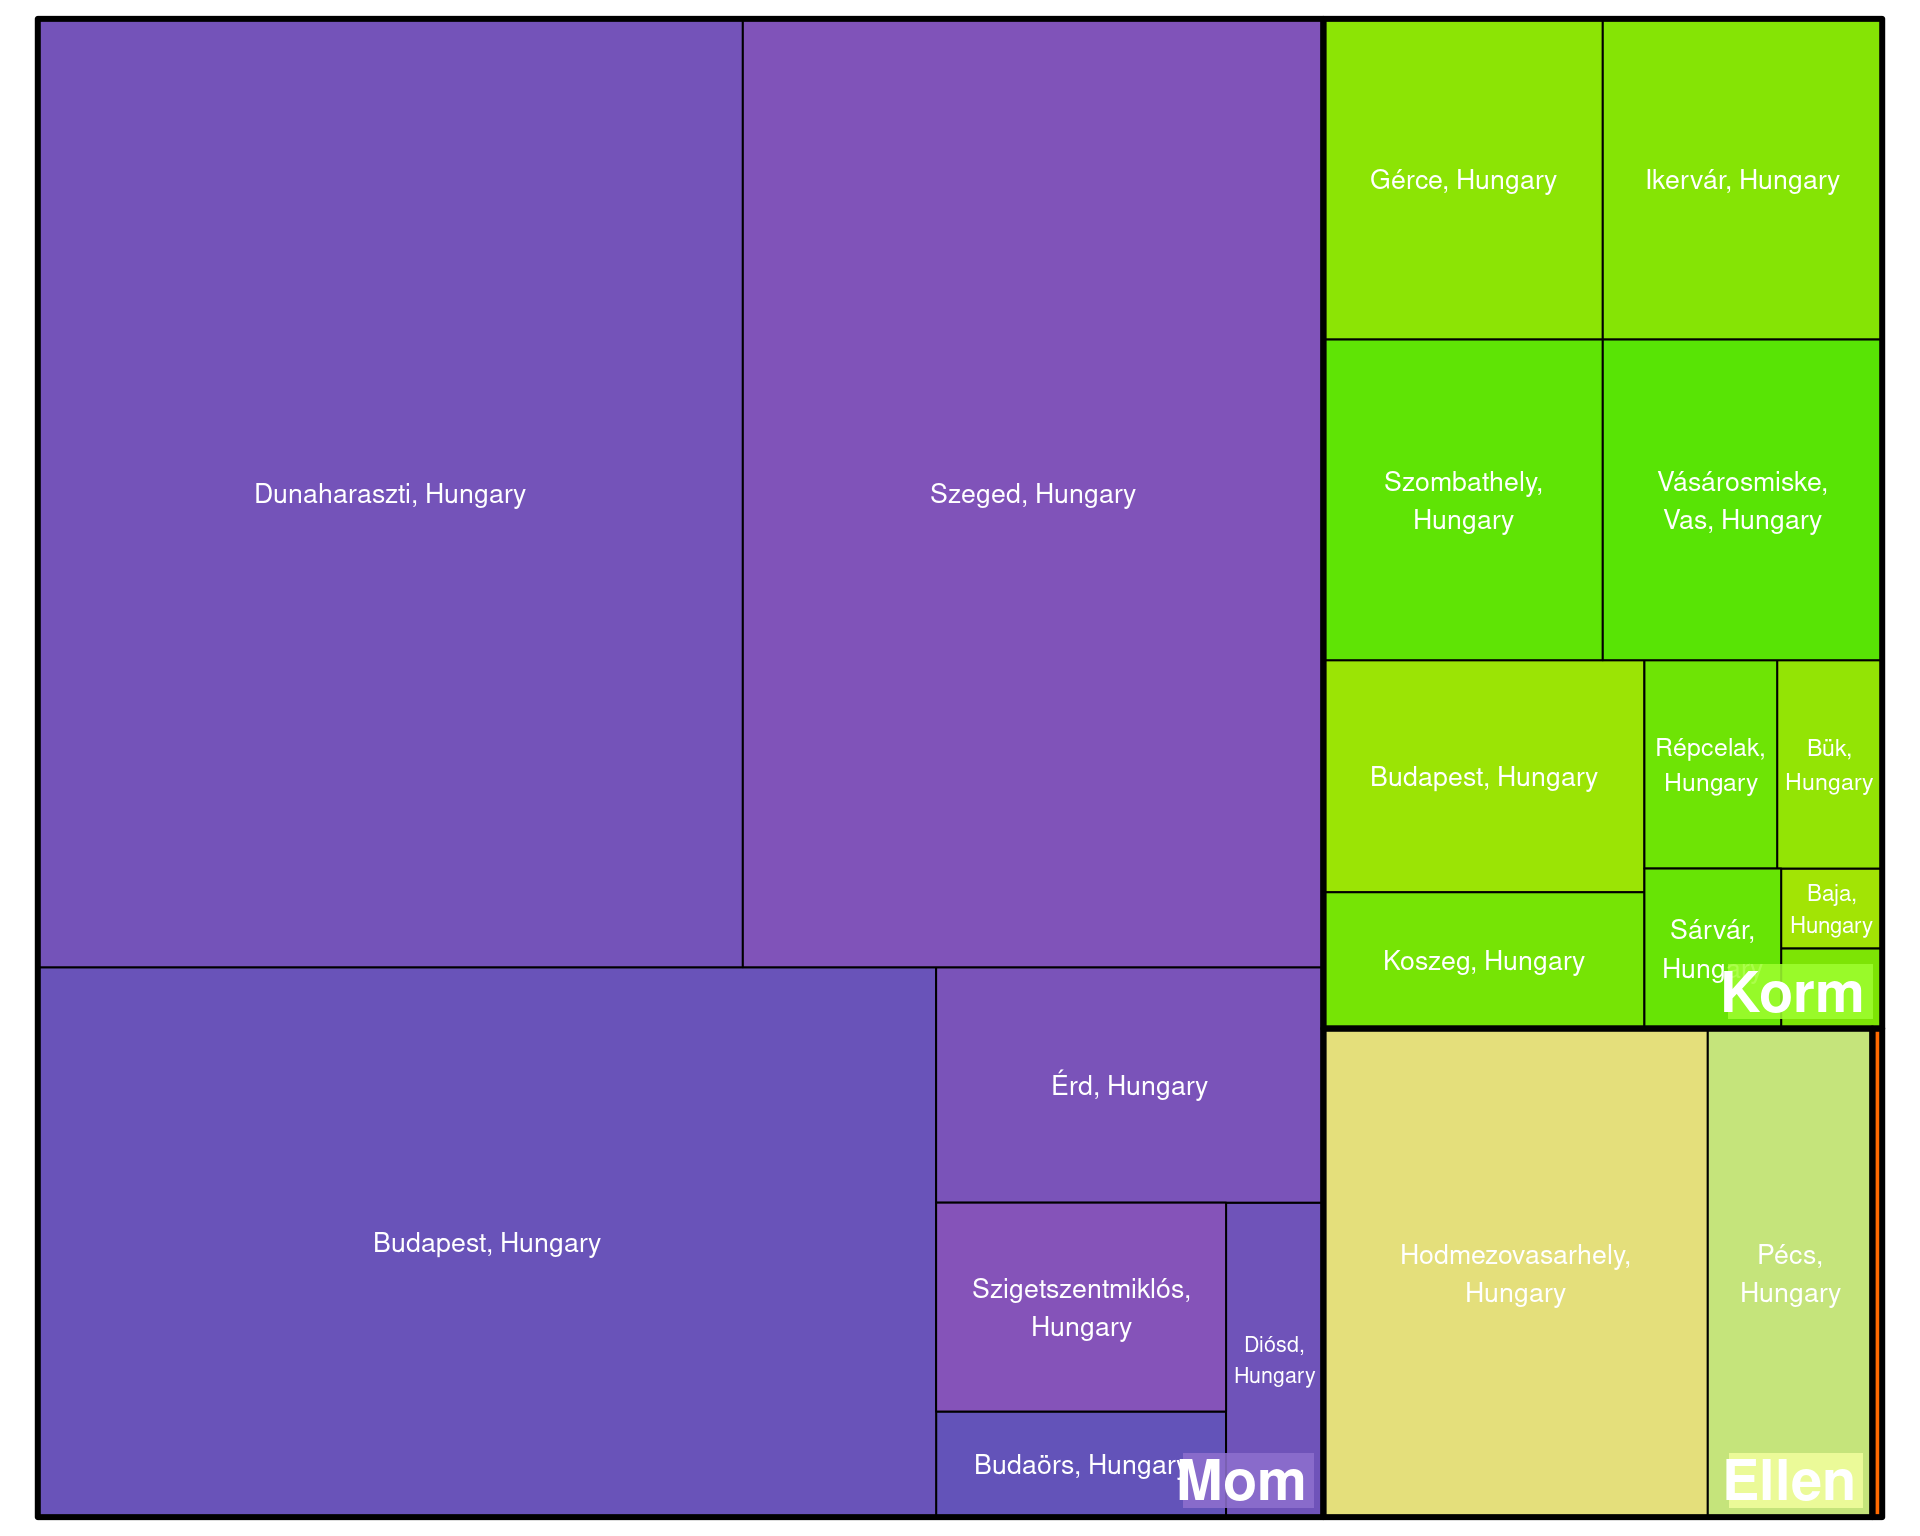 Dunaharaszti, Hungary
Szeged, Hungary
Budapest, Hungary
Érd, Hungary
Szigetszentmiklós,
Hungary
Diósd,
Hungary
Budaörs, Hungary
Mom
Gérce, Hungary
Ikervár, Hungary
Szombathely,
Hungary
Vásárosmiske,
Vas, Hungary
Budapest, Hungary
Répcelak,
Hungary
Bük,
Hungary
Koszeg, Hungary
Sárvár,
Hungary
Baja,
Hungary
Korm
Hodmezovasarhely,
Hungary
Pécs,
Hungary
Ellen